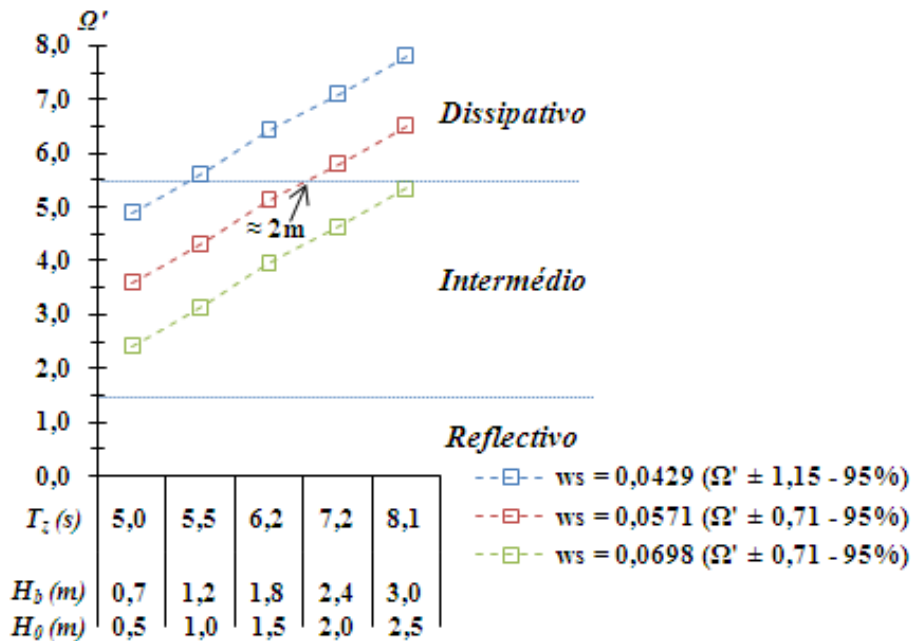 Ω'
8,0
7,0
Dissipativo
6,0
5,0
≈ 2m
4,0
Intermédio
3,0
2,0
1,0
Reflectivo
0,0
ws = 0,0429 (Ω' ± 1,15 - 95%)
ws = 0,0571 (Ω' ± 0,71 - 95%)
ws = 0,0698 (Ω' ± 0,71 - 95%)
T_z (s) 5,0 5,5 6,2 7,2 8,1
H_b (m) 0,7 1,2 1,8 2,4 3,0
H_0 (m) 0,5 1,0 1,5 2,0 2,5